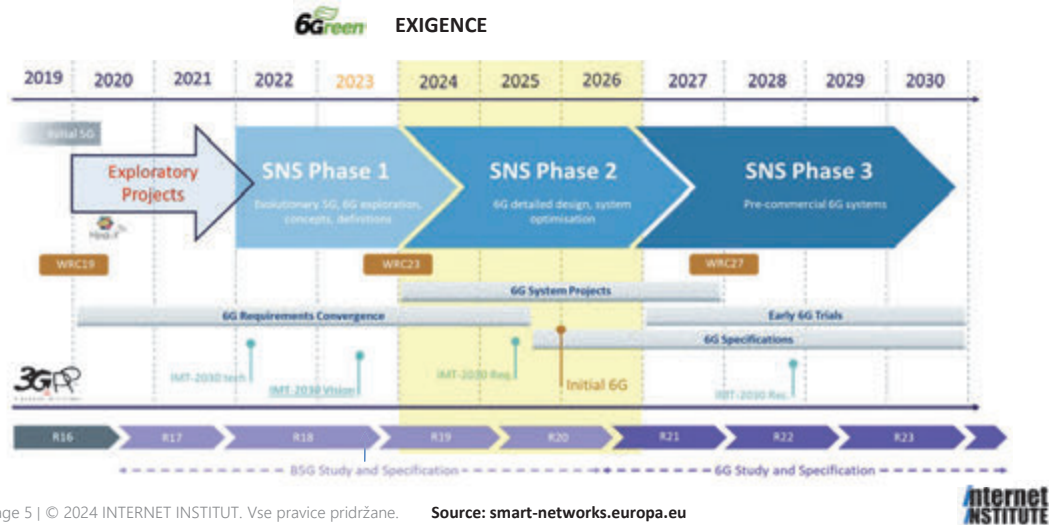 6Green EXIGENCE
2019 2020 2021 2022 2023 2024 2025 2026 2027 2028 2029 2030
Initial 5G
Exploratory
Projects
SNS Phase 1
Evolutionary 5G, 6G exploration,
concepts, definitions
SNS Phase 2
6G detailed design, system
optimisation
SNS Phase 3
Pre-commercial 6G systems
WRC19 WRC23 WRC27
6G System Projects
6G Requirements Convergence
Early 6G Trials
6G Specifications
IMT-2030 tech
IMT-2030 Vision
IMT-2030 Req.
Initial 6G
IMT-2030 Rec.
3GPP
R16 R17 R18 R19 R20 R21 R22 R23
B5G Study and Specification
6G Study and Specification
ge 5 | © 2024 INTERNET INSTITUT. Vse pravice pridržane.
Source: smart-networks.europa.eu
internet
INSTITUTE